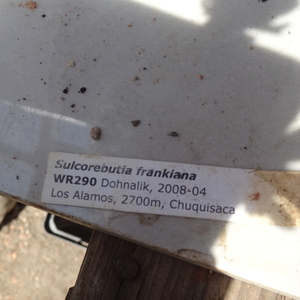 Sulcorebutia frankiana
WR290 Dohnalik, 2008-04
Los Alamos, 2700m, Chuquisaca